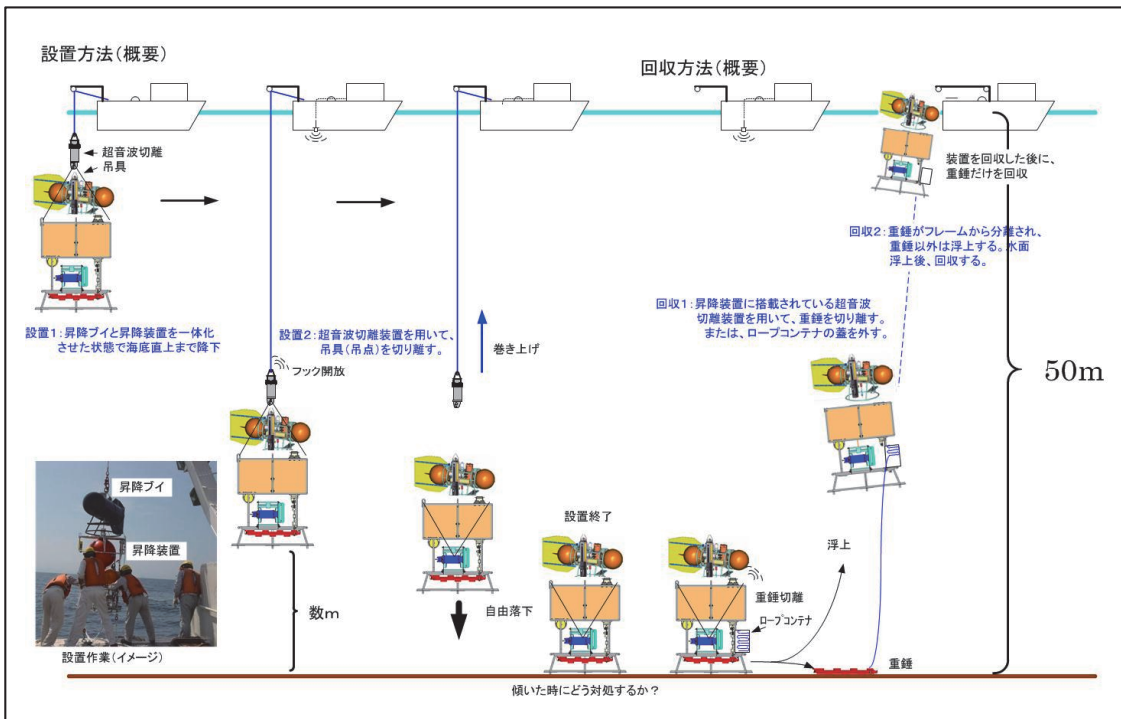 設置方法(概要)
回収方法(概要)
超音波切離
吊具
設置1:昇降ブイと昇降装置を一体化
させた状態で海底直上まで降下
設置2:超音波切離装置を用いて、
吊具(吊点)を切り離す。
フック開放
巻き上げ
装置を回収した後に、
重錘だけを回収
回収2:重錘がフレームから分離され、
重錘以外は浮上する。水面
浮上後、回収する。
回収1:昇降装置に搭載されている超音波
切離装置を用いて、重錘を切り離す。
または、ロープコンテナの蓋を外す。
50m
昇降ブイ
昇降装置
設置作業(イメージ)
数m
自由落下
設置終了
浮上
重錘切離
ロープコンテナ
重錘
傾いた時にどう対処するか?